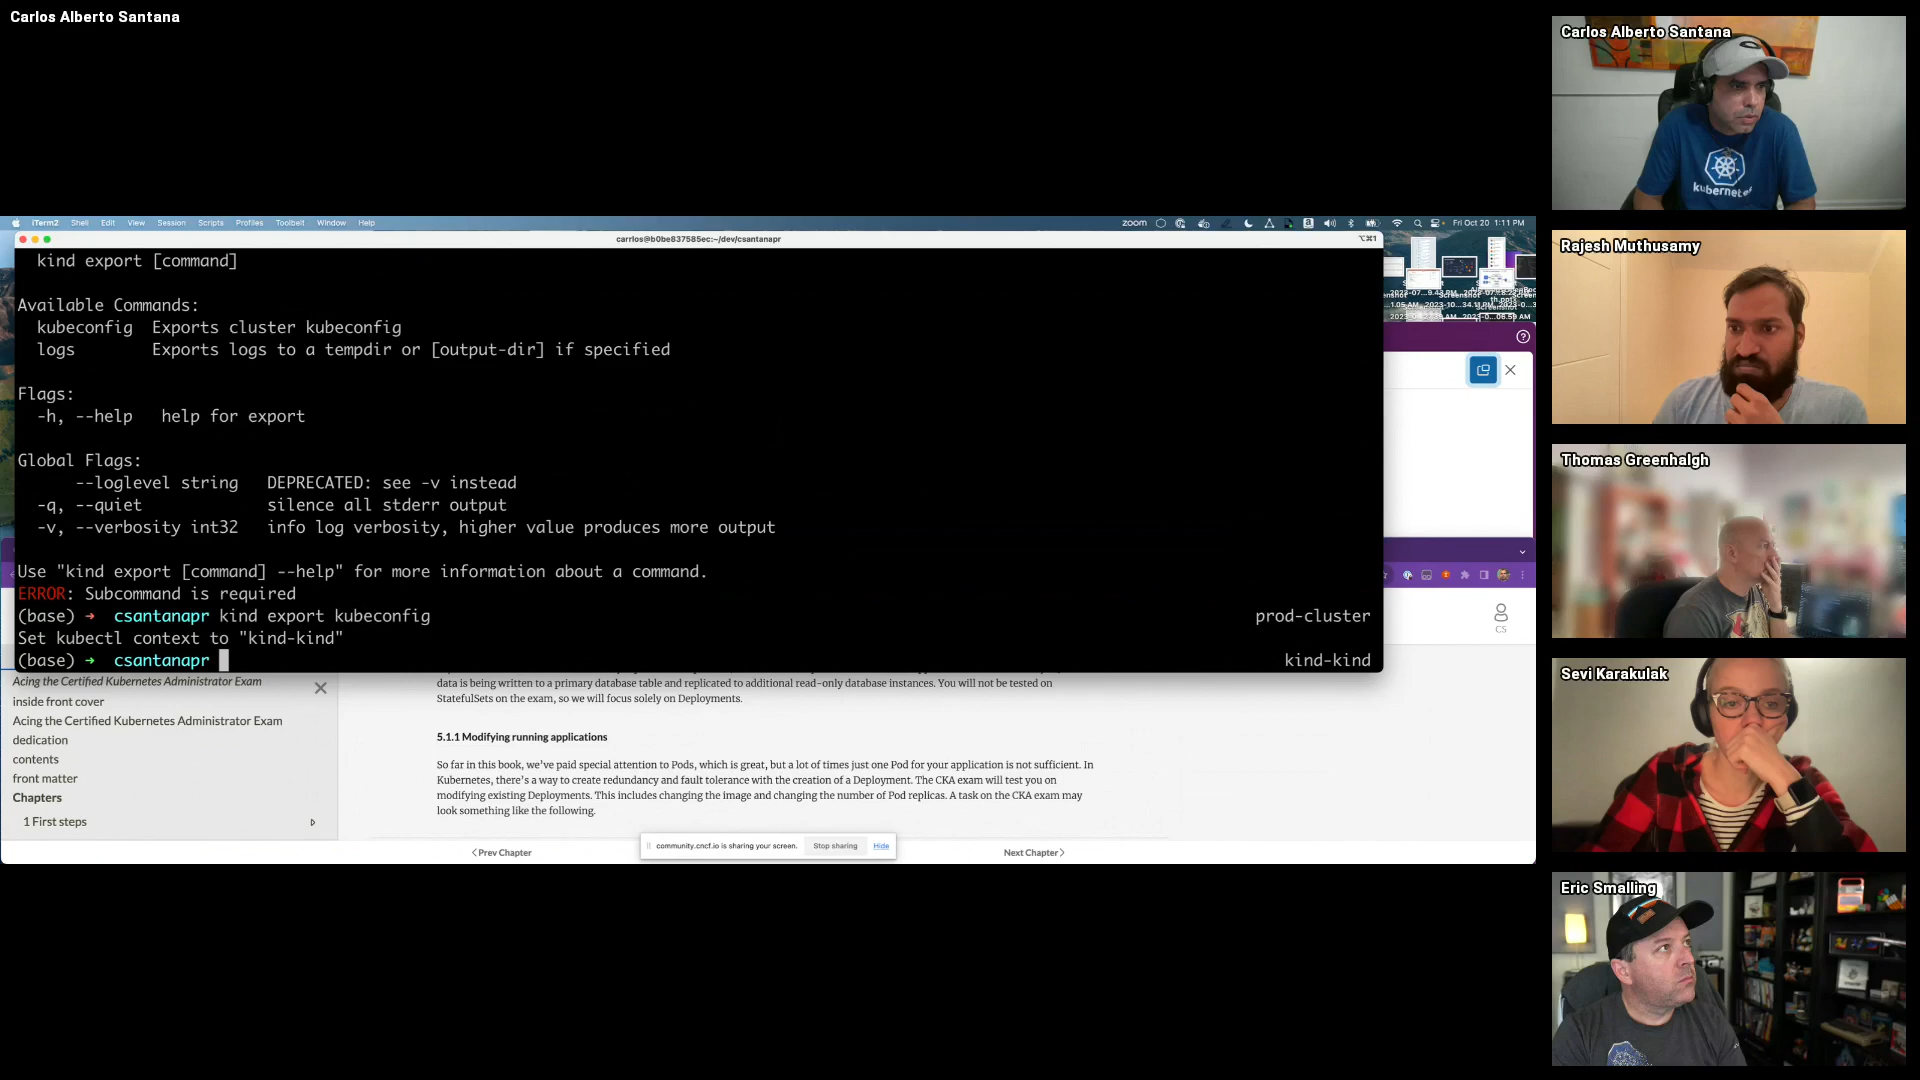 Carlos Alberto Santana
Carlos Alberto Santana
kubernetes
Rajesh Muthusamy
Thomas Greenhalgh
Sevi Karakulak
Eric Smalling
iTerm2 Shell Edit View Session Scripts Profiles Toolbelt Window Help
zoom
Fri Oct 20 1:11 PM
carrlos@b0be837585ec:~/dev/csantanapr
⌥⌘1
kind export [command]
Available Commands:
kubeconfig Exports cluster kubeconfig
logs Exports logs to a tempdir or [output-dir] if specified
Flags:
-h, --help help for export
Global Flags:
--loglevel string DEPRECATED: see -v instead
-q, --quiet silence all stderr output
-v, --verbosity int32 info log verbosity, higher value produces more output
Use "kind export [command] --help" for more information about a command.
ERROR: Subcommand is required
(base) ➜ csantanapr kind export kubeconfig prod-cluster
Set kubectl context to "kind-kind"
(base) ➜ csantanapr kind-kind
CS
Acing the Certified Kubernetes Administrator Exam
inside front cover
Acing the Certified Kubernetes Administrator Exam
dedication
contents
front matter
Chapters
1 First steps
data is being written to a primary database table and replicated to additional read-only database instances. You will not be tested on
StatefulSets on the exam, so we will focus solely on Deployments.
5.1.1 Modifying running applications
So far in this book, we've paid special attention to Pods, which is great, but a lot of times just one Pod for your application is not sufficient. In
Kubernetes, there's a way to create redundancy and fault tolerance with the creation of a Deployment. The CKA exam will test you on
modifying existing Deployments. This includes changing the image and changing the number of Pod replicas. A task on the CKA exam may
look something like the following.
Prev Chapter
community.cncf.io is sharing your screen. Stop sharing Hide
Next Chapter